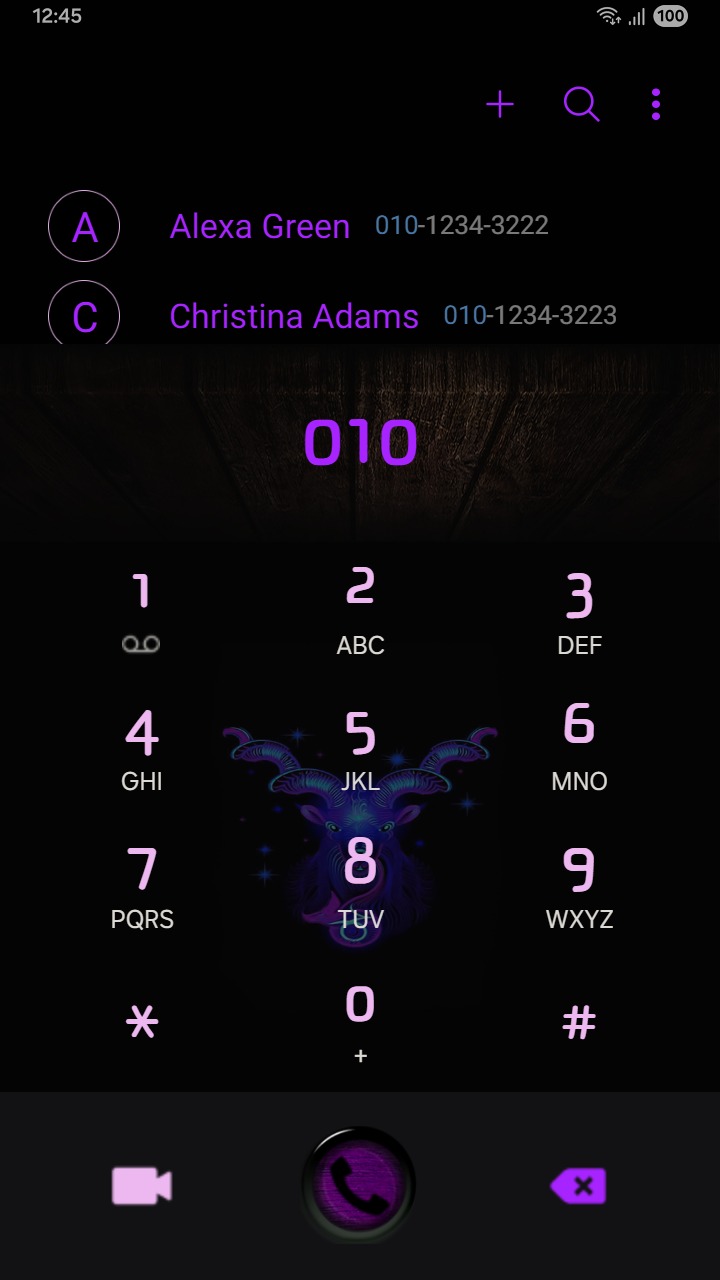 12:45 100
A Alexa Green 010-1234-3222
C Christina Adams 010-1234-3223
010
1 2 3
ABC DEF
4 5 6
GHI JKL MNO
7 8 9
PQRS TUV WXYZ
* 0 #
+